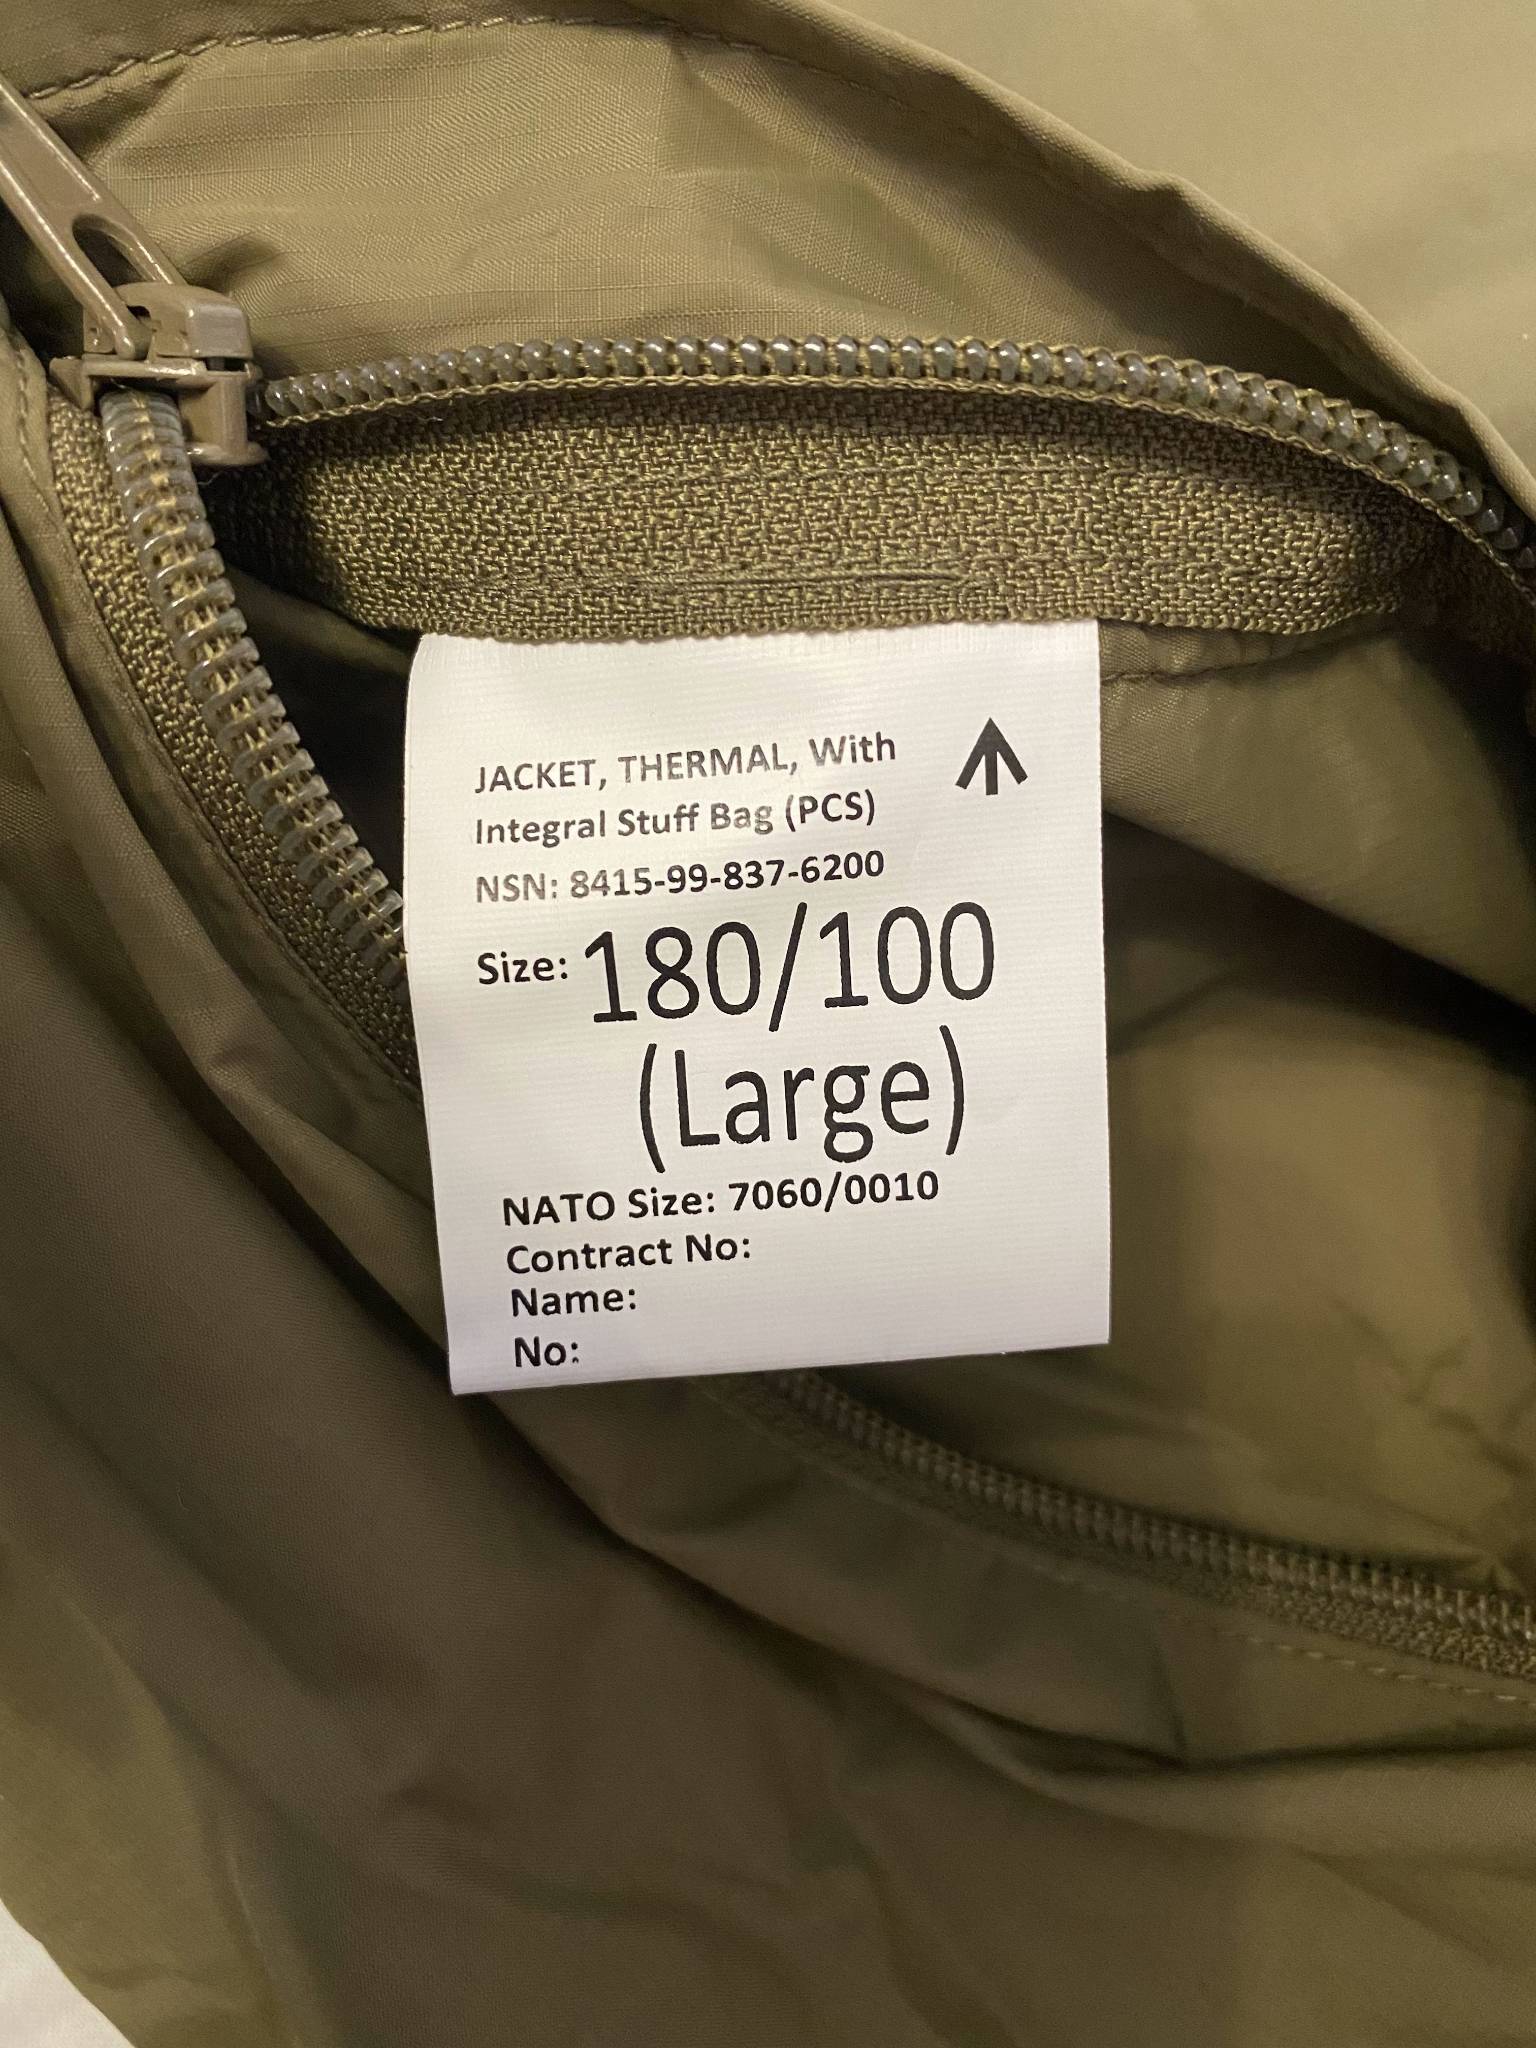 JACKET, THERMAL, With
Integral Stuff Bag (PCS)
NSN: 8415-99-837-6200
Size: 180/100
(Large)
NATO Size: 7060/0010
Contract No:
Name:
No: